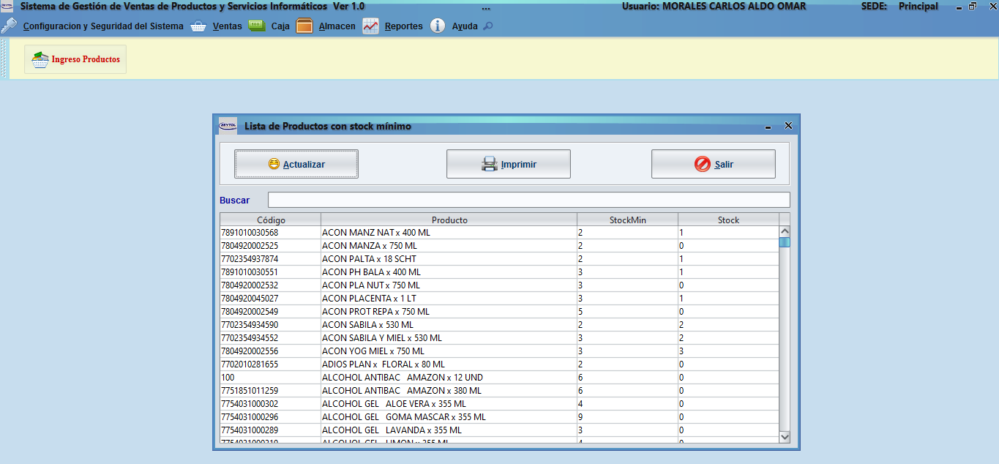 Sistema de Gestión de Ventas de Productos y Servicios Informáticos Ver 1.0 ... Usuario: MORALES CARLOS ALDO OMAR SEDE: Principal
Configuracion y Seguridad del Sistema Ventas Caja Almacen Reportes Ayuda
Ingreso Productos
ZEYTOL Lista de Productos con stock mínimo
Actualizar Imprimir Salir
Buscar
Código Producto StockMin Stock
7891010030568 ACON MANZ NAT x 400 ML 2 1
7804920002525 ACON MANZA x 750 ML 2 0
7702354937874 ACON PALTA x 18 SCHT 2 1
7891010030551 ACON PH BALA x 400 ML 3 1
7804920002532 ACON PLA NUT x 750 ML 3 0
7804920045027 ACON PLACENTA x 1 LT 3 1
7804920002549 ACON PROT REPA x 750 ML 5 0
7702354934590 ACON SABILA x 530 ML 2 2
7702354934552 ACON SABILA Y MIEL x 530 ML 3 2
7804920002556 ACON YOG MIEL x 750 ML 3 3
7702010281655 ADIOS PLAN x FLORAL x 80 ML 2 0
100 ALCOHOL ANTIBAC AMAZON x 12 UND 6 0
7751851011259 ALCOHOL ANTIBAC AMAZON x 380 ML 6 0
7754031000302 ALCOHOL GEL ALOE VERA x 355 ML 4 0
7754031000296 ALCOHOL GEL GOMA MASCAR x 355 ML 9 0
7754031000289 ALCOHOL GEL LAVANDA x 355 ML 3 0
7754031000319 ALCOHOL GEL LIMON x 355 ML 4 0